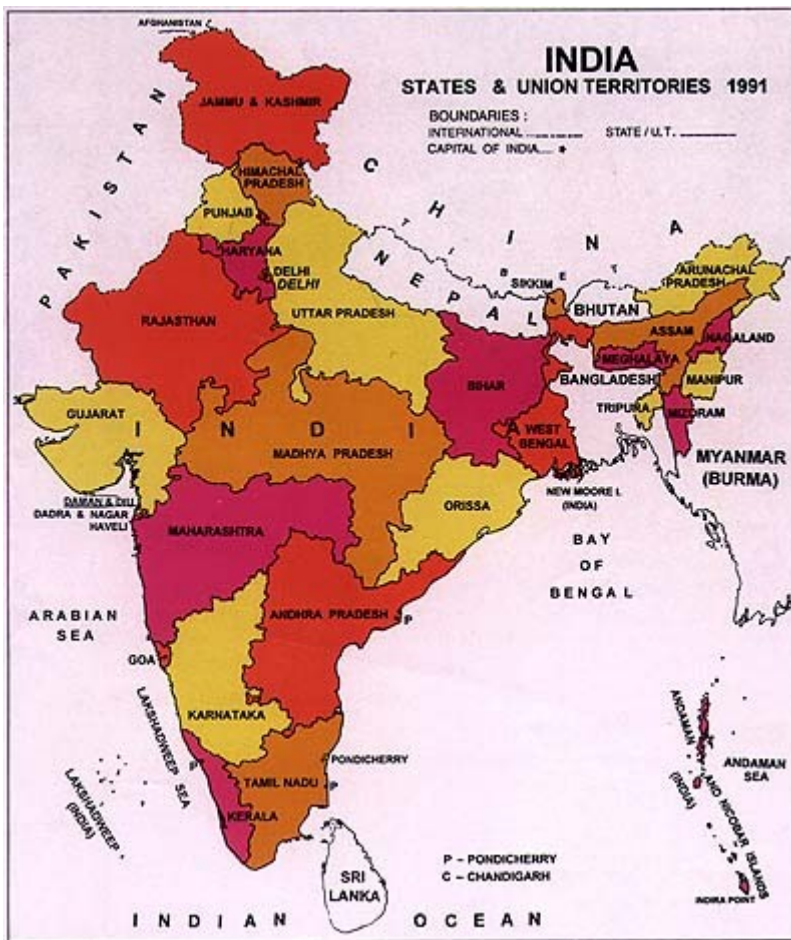 INDIA
STATES & UNION TERRITORIES 1991
BOUNDARIES :
INTERNATIONAL ........... STATE / U.T. ...........
CAPITAL OF INDIA.... *
AFGHANISTAN
PAKISTAN
CHINA
TIBET
NEPAL
BHUTAN
BANGLADESH
MYANMAR
(BURMA)
JAMMU & KASHMIR
HIMACHAL
PRADESH
PUNJAB
C
HARYANA
DELHI
DELHI
RAJASTHAN
UTTAR PRADESH
SIKKIM
ARUNACHAL
PRADESH
ASSAM
NAGALAND
MEGHALAYA
MANIPUR
TRIPURA
MIZORAM
BIHAR
WEST
BENGAL
GUJARAT
INDIA
MADHYA PRADESH
NEW MOORE I.
(INDIA)
ORISSA
DAMAN & DIU
DADRA & NAGAR
HAVELI
MAHARASHTRA
BAY
OF
BENGAL
ARABIAN
SEA
ANDHRA PRADESH
P
GOA
KARNATAKA
LAKSHADWEEP SEA
LAKSHADWEEP
(INDIA)
P
PONDICHERRY
P
TAMIL NADU
KERALA
ANDAMAN AND NICOBAR ISLANDS
(INDIA)
ANDAMAN
SEA
INDIRA POINT
SRI
LANKA
P – PONDICHERRY
C – CHANDIGARH
INDIAN OCEAN